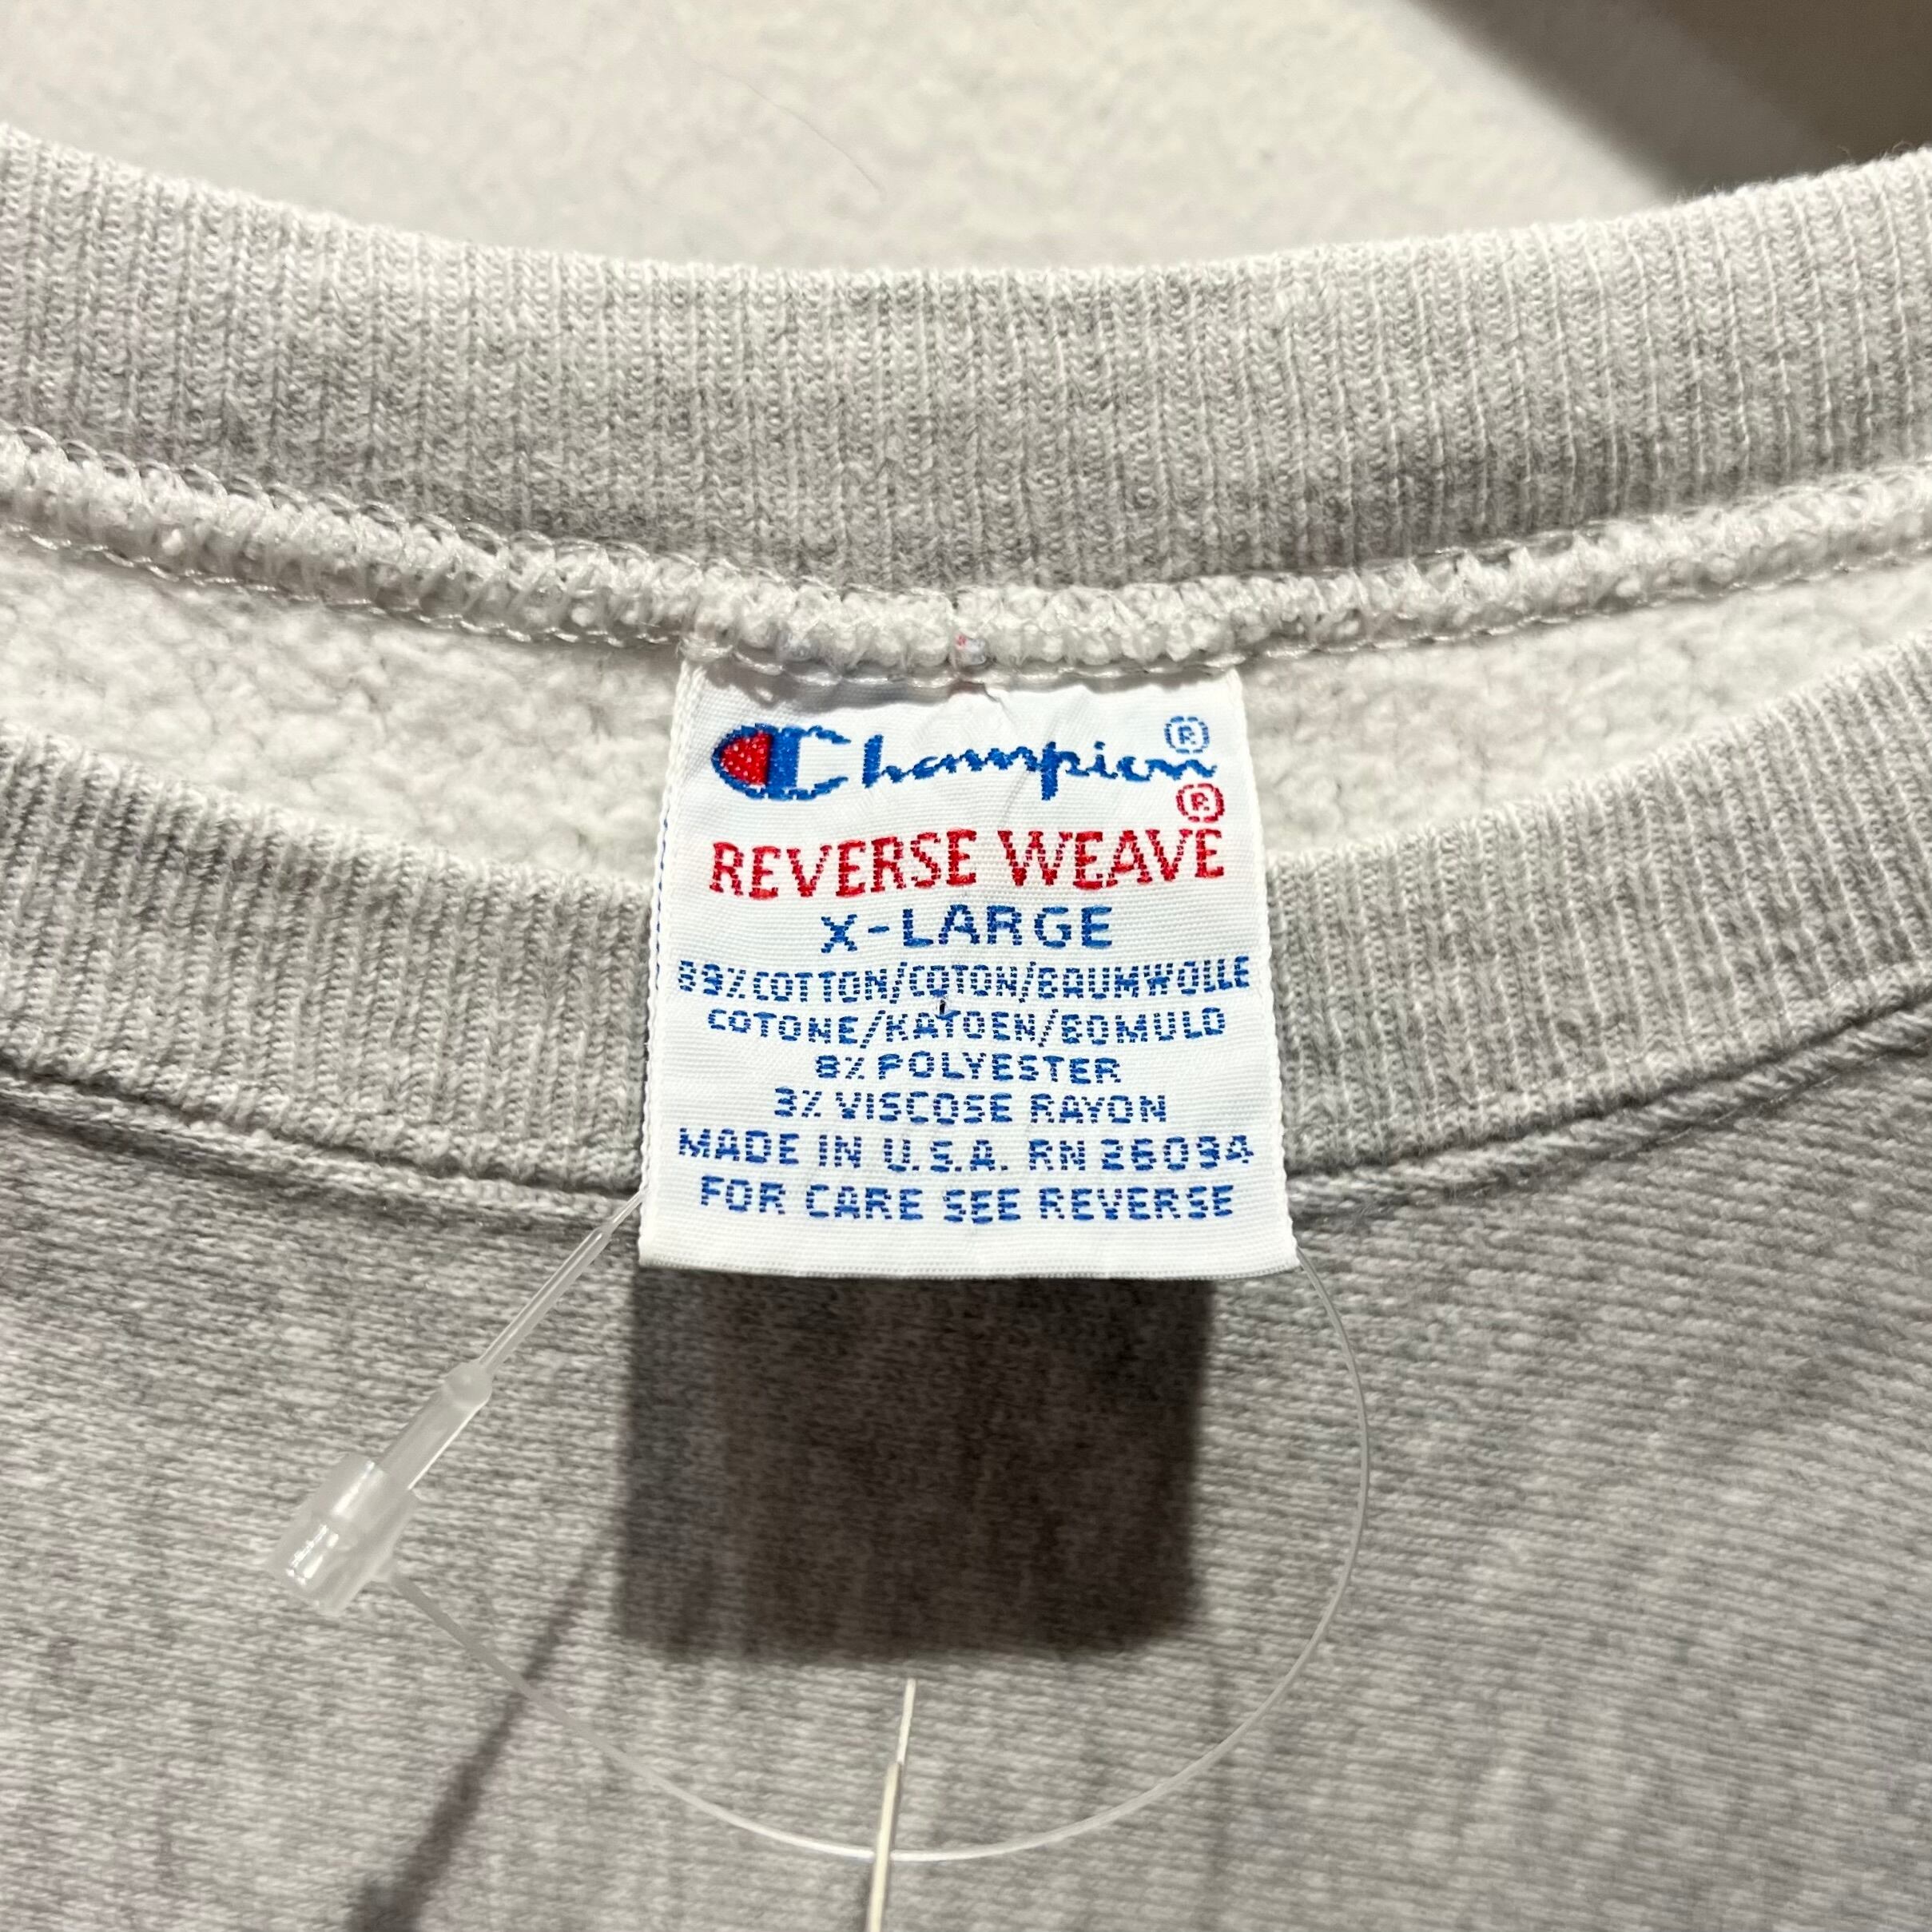 Champion®
®
REVERSE WEAVE
X-LARGE
89% COTTON/COTON/BAUMWOLLE
COTONE/KATOEN/BOMULD
8% POLYESTER
3% VISCOSE RAYON
MADE IN U.S.A. RN 26094
FOR CARE SEE REVERSE